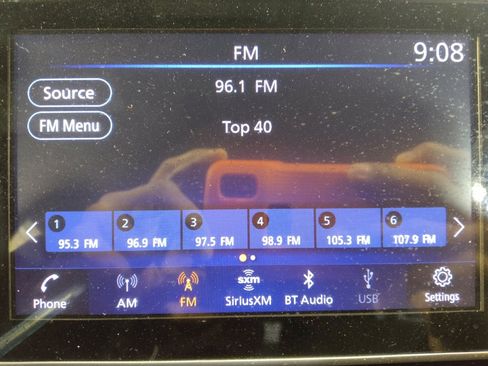 FM
9:08
Source
96.1 FM
FM Menu
Top 40
1 2 3 4 5 6
95.3 FM 96.9 FM 97.5 FM 98.9 FM 105.3 FM 107.9 FM
sxm
Phone AM FM SiriusXM BT Audio USB Settings